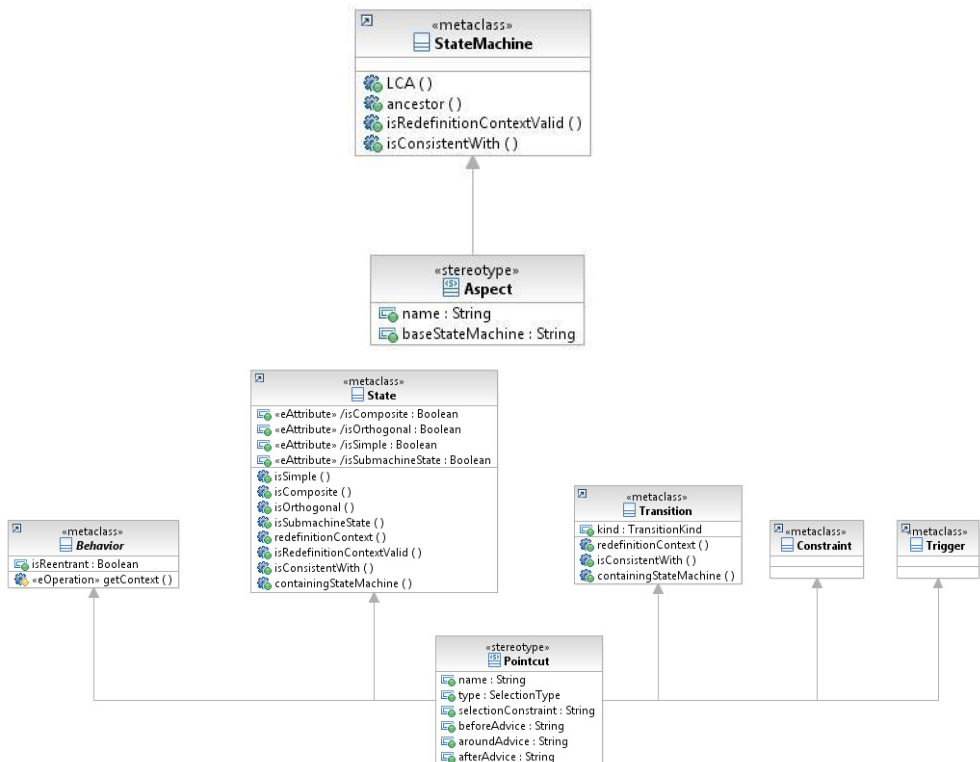 «metaclass»
StateMachine
LCA ( )
ancestor ( )
isRedefinitionContextValid ( )
isConsistentWith ( )
«stereotype»
Aspect
name : String
baseStateMachine : String
«metaclass»
State
«eAttribute» /isComposite : Boolean
«eAttribute» /isOrthogonal : Boolean
«eAttribute» /isSimple : Boolean
«eAttribute» /isSubmachineState : Boolean
isSimple ( )
isComposite ( )
isOrthogonal ( )
isSubmachineState ( )
redefinitionContext ( )
isRedefinitionContextValid ( )
isConsistentWith ( )
containingStateMachine ( )
«metaclass»
Transition
kind : TransitionKind
redefinitionContext ( )
isConsistentWith ( )
containingStateMachine ( )
«metaclass»
Behavior
isReentrant : Boolean
«eOperation» getContext ( )
«metaclass»
Constraint
«metaclass»
Trigger
«stereotype»
Pointcut
name : String
type : SelectionType
selectionConstraint : String
beforeAdvice : String
aroundAdvice : String
afterAdvice : String